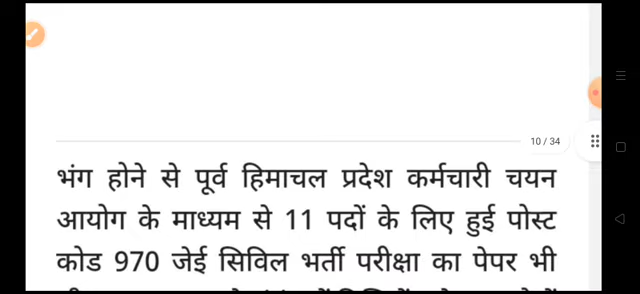 10 / 34
भंग होने से पूर्व हिमाचल प्रदेश कर्मचारी चयन
आयोग के माध्यम से 11 पदों के लिए हुई पोस्ट
कोड 970 जेई सिविल भर्ती परीक्षा का पेपर भी